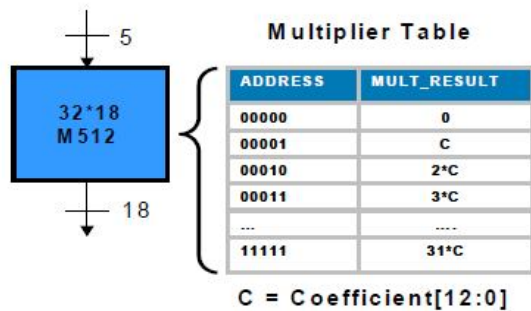 5
Multiplier Table
32*18
M512
18
ADDRESS MULT_RESULT
00000 0
00001 C
00010 2*C
00011 3*C
... ....
11111 31*C
C = Coefficient[12:0]